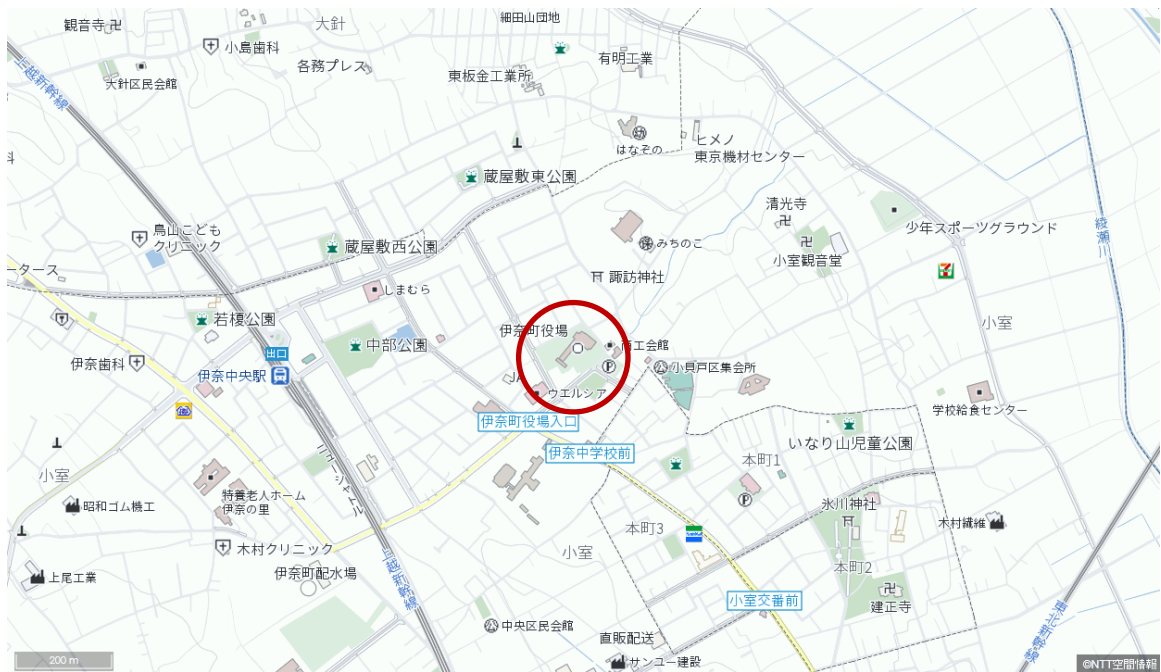 観音寺
大針
細田山団地
小島歯科
有明工業
各務プレス
東板金工業所
大針区民会館
上越新幹線
はなぞの
ヒメノ
東京機材センター
蔵屋敷東公園
清光寺
綾瀬川
鳥山こども
クリニック
蔵屋敷西公園
みちのこ
少年スポーツグラウンド
小室観音堂
ータース
諏訪神社
しまむら
若榎公園
伊奈町役場
小室
中部公園
商工会館
出口
伊奈歯科
伊奈中央駅
小貝戸区集会所
JA
ウエルシア
学校給食センター
伊奈町役場入口
いなり山児童公園
伊奈中学校前
本町1
小室
ニューシャトル
特養老人ホーム
伊奈の里
昭和ゴム機工
氷川神社
木村繊維
本町3
木村クリニック
小室
伊奈町配水場
本町2
上尾工業
上越新幹線
小室交番前
建正寺
東北新幹線
中央区民会館
直販配送
サンユー建設
200 m
©NTT空間情報